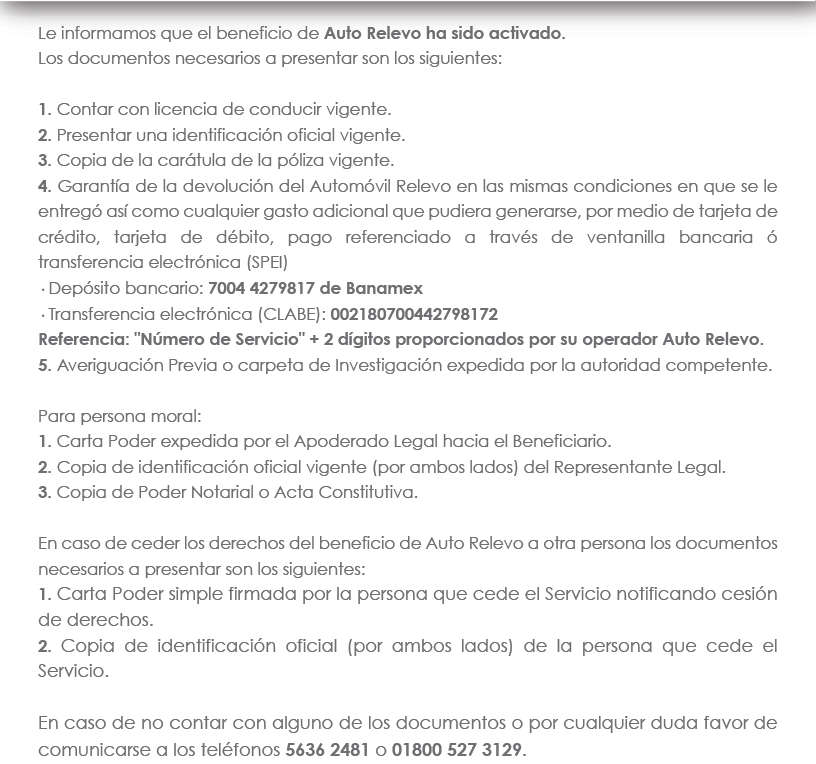 Le informamos que el beneficio de Auto Relevo ha sido activado.
Los documentos necesarios a presentar son los siguientes:
1. Contar con licencia de conducir vigente.
2. Presentar una identificación oficial vigente.
3. Copia de la carátula de la póliza vigente.
4. Garantía de la devolución del Automóvil Relevo en las mismas condiciones en que se le
entregó así como cualquier gasto adicional que pudiera generarse, por medio de tarjeta de
crédito, tarjeta de débito, pago referenciado a través de ventanilla bancaria ó
transferencia electrónica (SPEI)
· Depósito bancario: 7004 4279817 de Banamex
· Transferencia electrónica (CLABE): 002180700442798172
Referencia: "Número de Servicio" + 2 dígitos proporcionados por su operador Auto Relevo.
5. Averiguación Previa o carpeta de Investigación expedida por la autoridad competente.
Para persona moral:
1. Carta Poder expedida por el Apoderado Legal hacia el Beneficiario.
2. Copia de identificación oficial vigente (por ambos lados) del Representante Legal.
3. Copia de Poder Notarial o Acta Constitutiva.
En caso de ceder los derechos del beneficio de Auto Relevo a otra persona los documentos
necesarios a presentar son los siguientes:
1. Carta Poder simple firmada por la persona que cede el Servicio notificando cesión
de derechos.
2. Copia de identificación oficial (por ambos lados) de la persona que cede el
Servicio.
En caso de no contar con alguno de los documentos o por cualquier duda favor de
comunicarse a los teléfonos 5636 2481 o 01800 527 3129.